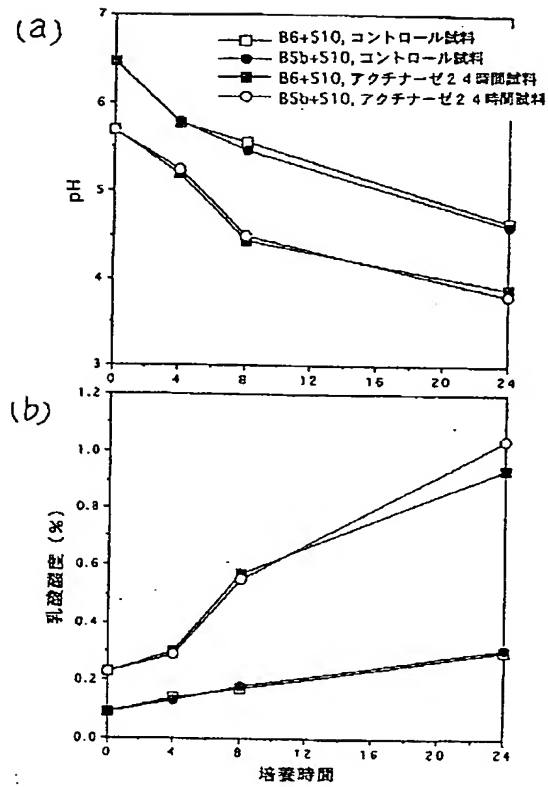 (a)
B6+S10, コントロール試料
B5b+S10, コントロール試料
B6+S10, アクチナーゼ24時間試料
B5b+S10, アクチナーゼ24時間試料
7
6
5
4
3
pH
0 4 8 12 16 20 24
(b)
1.2
1.0
0.8
0.6
0.4
0.2
0.0
乳酸酸度 (%)
0 4 8 12 16 20 24
培養時間